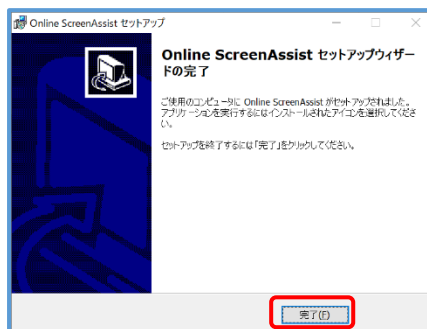 Online ScreenAssist セットアップ
Online ScreenAssist セットアップウィザー
ドの完了
ご使用のコンピュータに Online ScreenAssist がセットアップされました。
アプリケーションを実行するにはインストールされたアイコンを選択してくださ
い。
セットアップを終了するには「完了」をクリックしてください。
完了(F)